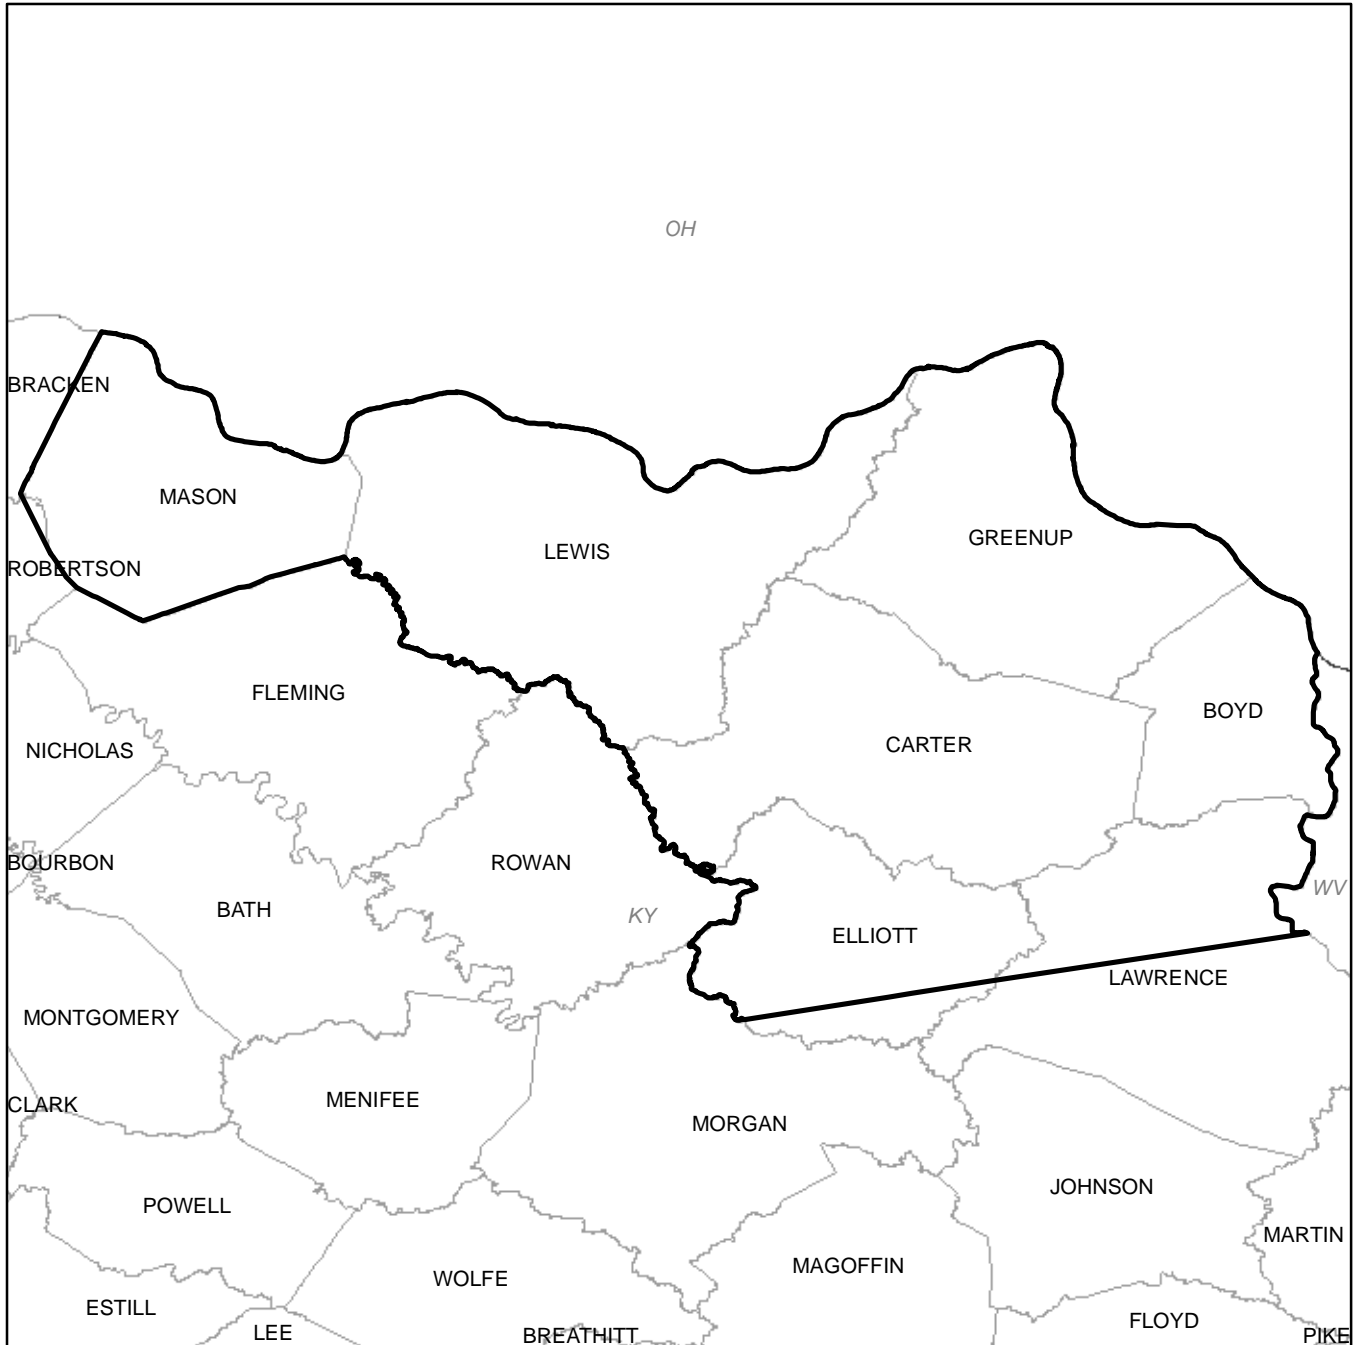 OH
BRACKEN
MASON
GREENUP
LEWIS
ROBERTSON
FLEMING
BOYD
CARTER
NICHOLAS
BOURBON
ROWAN
WV
BATH
KY
ELLIOTT
LAWRENCE
MONTGOMERY
MENIFEE
CLARK
MORGAN
JOHNSON
POWELL
MARTIN
MAGOFFIN
WOLFE
ESTILL
FLOYD
LEE
BREATHITT
PIKE